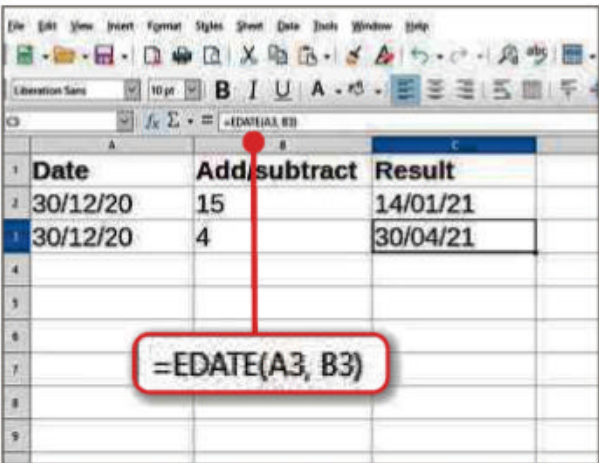 File Edit View Insert Format Styles Sheet Data Tools Window Help
Liberation Sans 10 pt B I U A
C3 fx Σ = =EDATE(A3, B3)
A B C
1 Date Add/subtract Result
2 30/12/20 15 14/01/21
3 30/12/20 4 30/04/21
4
5
6
=EDATE(A3, B3)
7
8
9